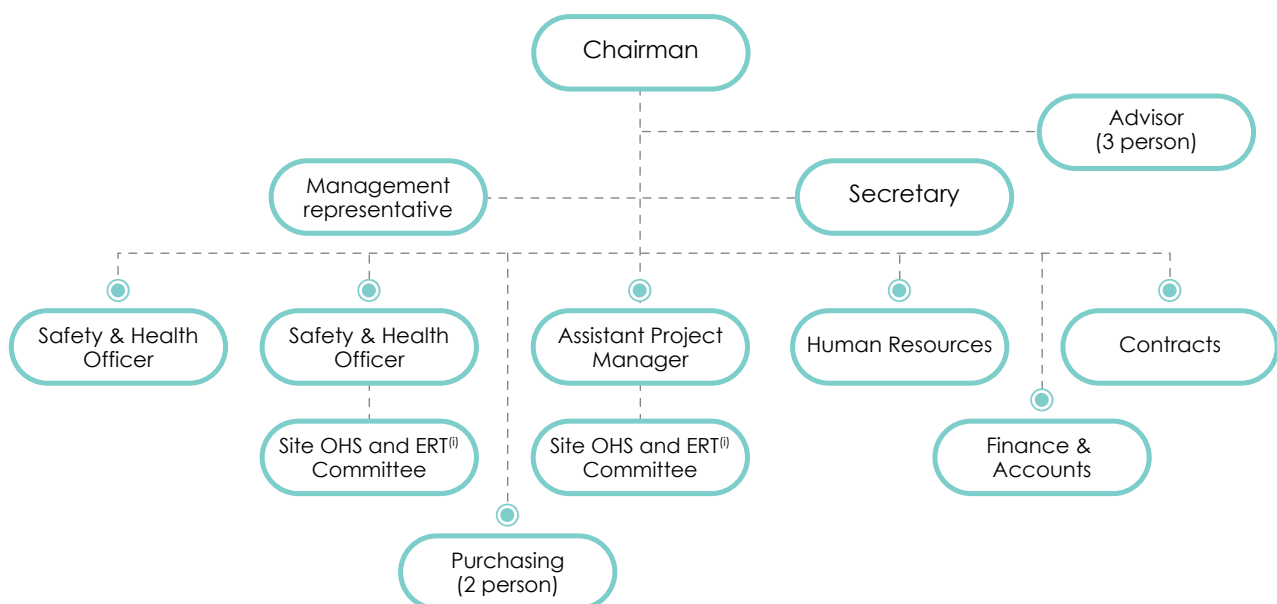 Chairman
Advisor
(3 person)
Management
representative
Secretary
Safety & Health
Officer
Safety & Health
Officer
Assistant Project
Manager
Human Resources
Contracts
Site OHS and ERT(i)
Committee
Site OHS and ERT(i)
Committee
Finance &
Accounts
Purchasing
(2 person)